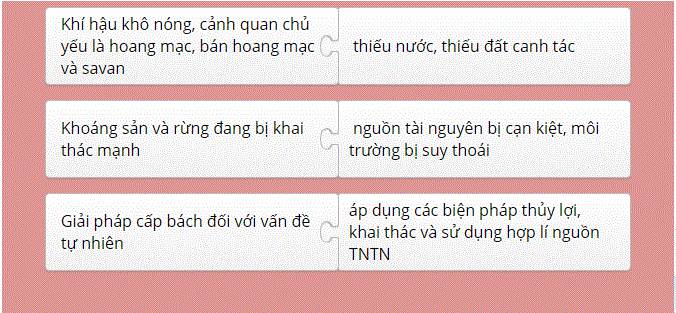 Khí hậu khô nóng, cảnh quan chủ
yếu là hoang mạc, bán hoang mạc
và savan
thiếu nước, thiếu đất canh tác
Khoáng sản và rừng đang bị khai
thác mạnh
nguồn tài nguyên bị cạn kiệt, môi
trường bị suy thoái
Giải pháp cấp bách đối với vấn đề
tự nhiên
áp dụng các biện pháp thủy lợi,
khai thác và sử dụng hợp lí nguồn
TNTN